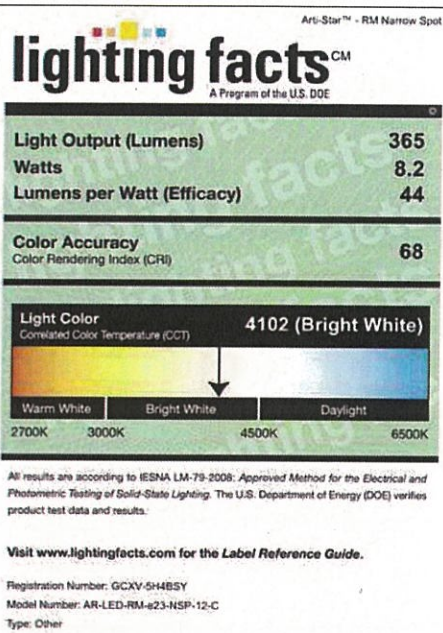 Arti-Star™ - RM Narrow Spot
lighting facts℠
A Program of the U.S. DOE
Light Output (Lumens) 365
Watts 8.2
Lumens per Watt (Efficacy) 44
Color Accuracy
Color Rendering Index (CRI) 68
Light Color
Correlated Color Temperature (CCT) 4102 (Bright White)
Warm White Bright White Daylight
2700K 3000K 4500K 6500K
All results are according to IESNA LM-79-2008: Approved Method for the Electrical and
Photometric Testing of Solid-State Lighting. The U.S. Department of Energy (DOE) verifies
product test data and results.
Visit www.lightingfacts.com for the Label Reference Guide.
Registration Number: GCXV-5H4BSY
Model Number: AR-LED-RM-e23-NSP-12-C
Type: Other